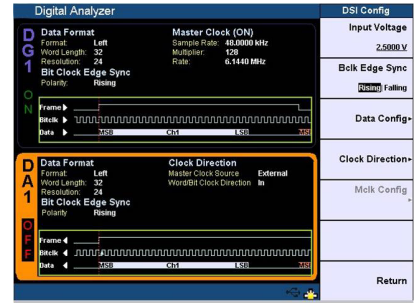 Digital Analyzer
DSI Config
DG1
ON
Data Format
Format: Left
Word Length: 32
Resolution: 24
Bit Clock Edge Sync
Polarity: Rising
Master Clock (ON)
Sample Rate: 48.0000 kHz
Multiplier: 128
Rate: 6.1440 MHz
Frame
Bitclk
Data MSB Ch1 LSB MSB
DA1
OFF
Data Format
Format: Left
Word Length: 32
Resolution: 24
Bit Clock Edge Sync
Polarity Rising
Clock Direction
Master Clock Source External
Word/Bit Clock Direction In
Frame
Bitclk
Data MSB Ch1 LSB MSB
Input Voltage
2.5000 V
Bclk Edge Sync
Rising Falling
Data Config
Clock Direction
Mclk Config
Return